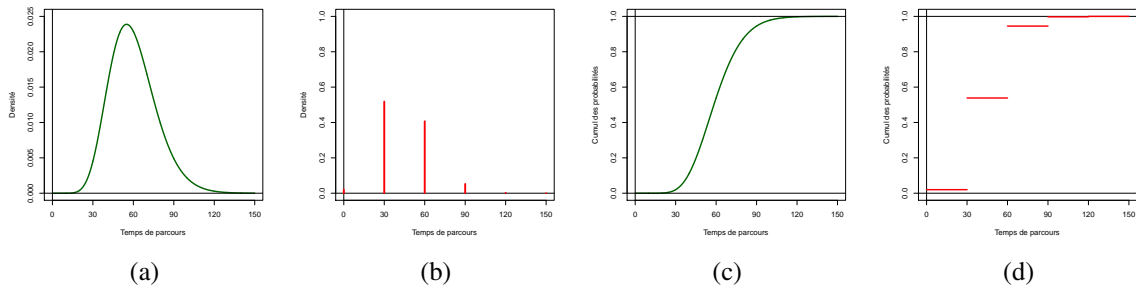 0.000 0.005 0.010 0.015 0.020 0.025
Densité
0 30 60 90 120 150
Temps de parcours
(a)
0.0 0.2 0.4 0.6 0.8 1.0
Densité
0 30 60 90 120 150
Temps de parcours
(b)
0.0 0.2 0.4 0.6 0.8 1.0
Cumul des probabilités
0 30 60 90 120 150
Temps de parcours
(c)
0.0 0.2 0.4 0.6 0.8 1.0
Cumul des probabilités
0 30 60 90 120 150
Temps de parcours
(d)